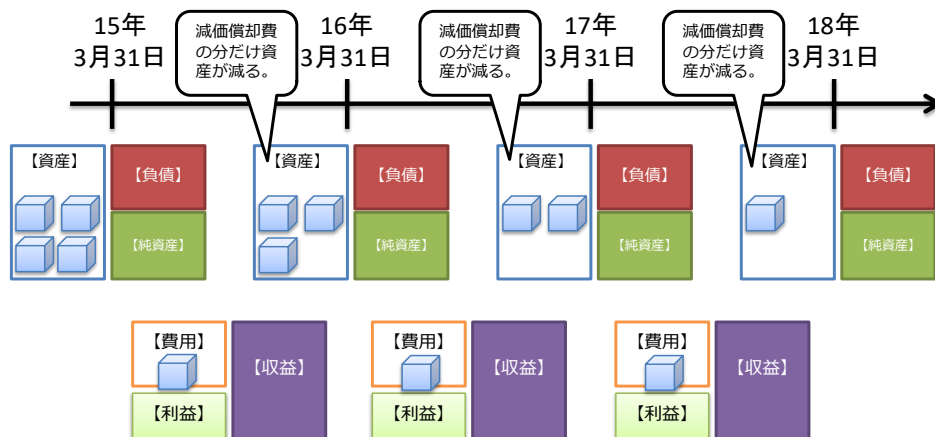 15年
3月31日
減価償却費
の分だけ資
産が減る。
16年
3月31日
減価償却費
の分だけ資
産が減る。
17年
3月31日
減価償却費
の分だけ資
産が減る。
18年
3月31日
【資産】
【負債】
【純資産】
【資産】
【負債】
【純資産】
【資産】
【負債】
【純資産】
【資産】
【負債】
【純資産】
【費用】
【収益】
【利益】
【費用】
【収益】
【利益】
【費用】
【収益】
【利益】